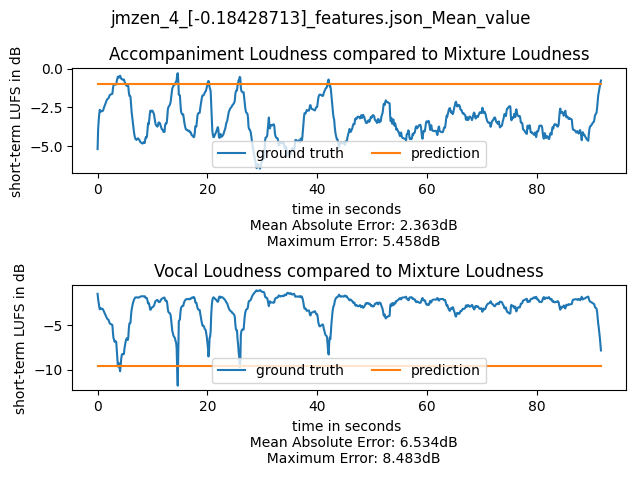 jmzen_4_[-0.18428713]_features.json_Mean_value
Accompaniment Loudness compared to Mixture Loudness
short-term LUFS in dB
0.0
−2.5
−5.0
ground truth
prediction
0
20
40
60
80
time in seconds
Mean Absolute Error: 2.363dB
Maximum Error: 5.458dB
Vocal Loudness compared to Mixture Loudness
short-term LUFS in dB
−5
−10
ground truth
prediction
0
20
40
60
80
time in seconds
Mean Absolute Error: 6.534dB
Maximum Error: 8.483dB